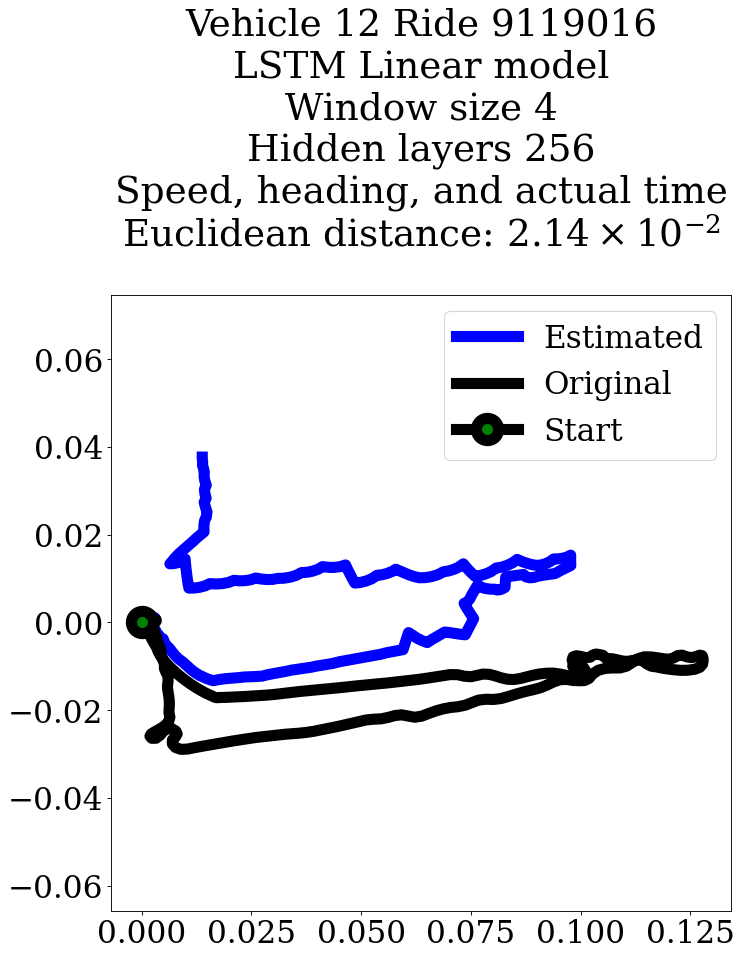 Vehicle 12 Ride 9119016
LSTM Linear model
Window size 4
Hidden layers 256
Speed, heading, and actual time
Euclidean distance: 2.14 × 10⁻²
Estimated
Original
Start
0.06
0.04
0.02
0.00
−0.02
−0.04
−0.06
0.000 0.025 0.050 0.075 0.100 0.125